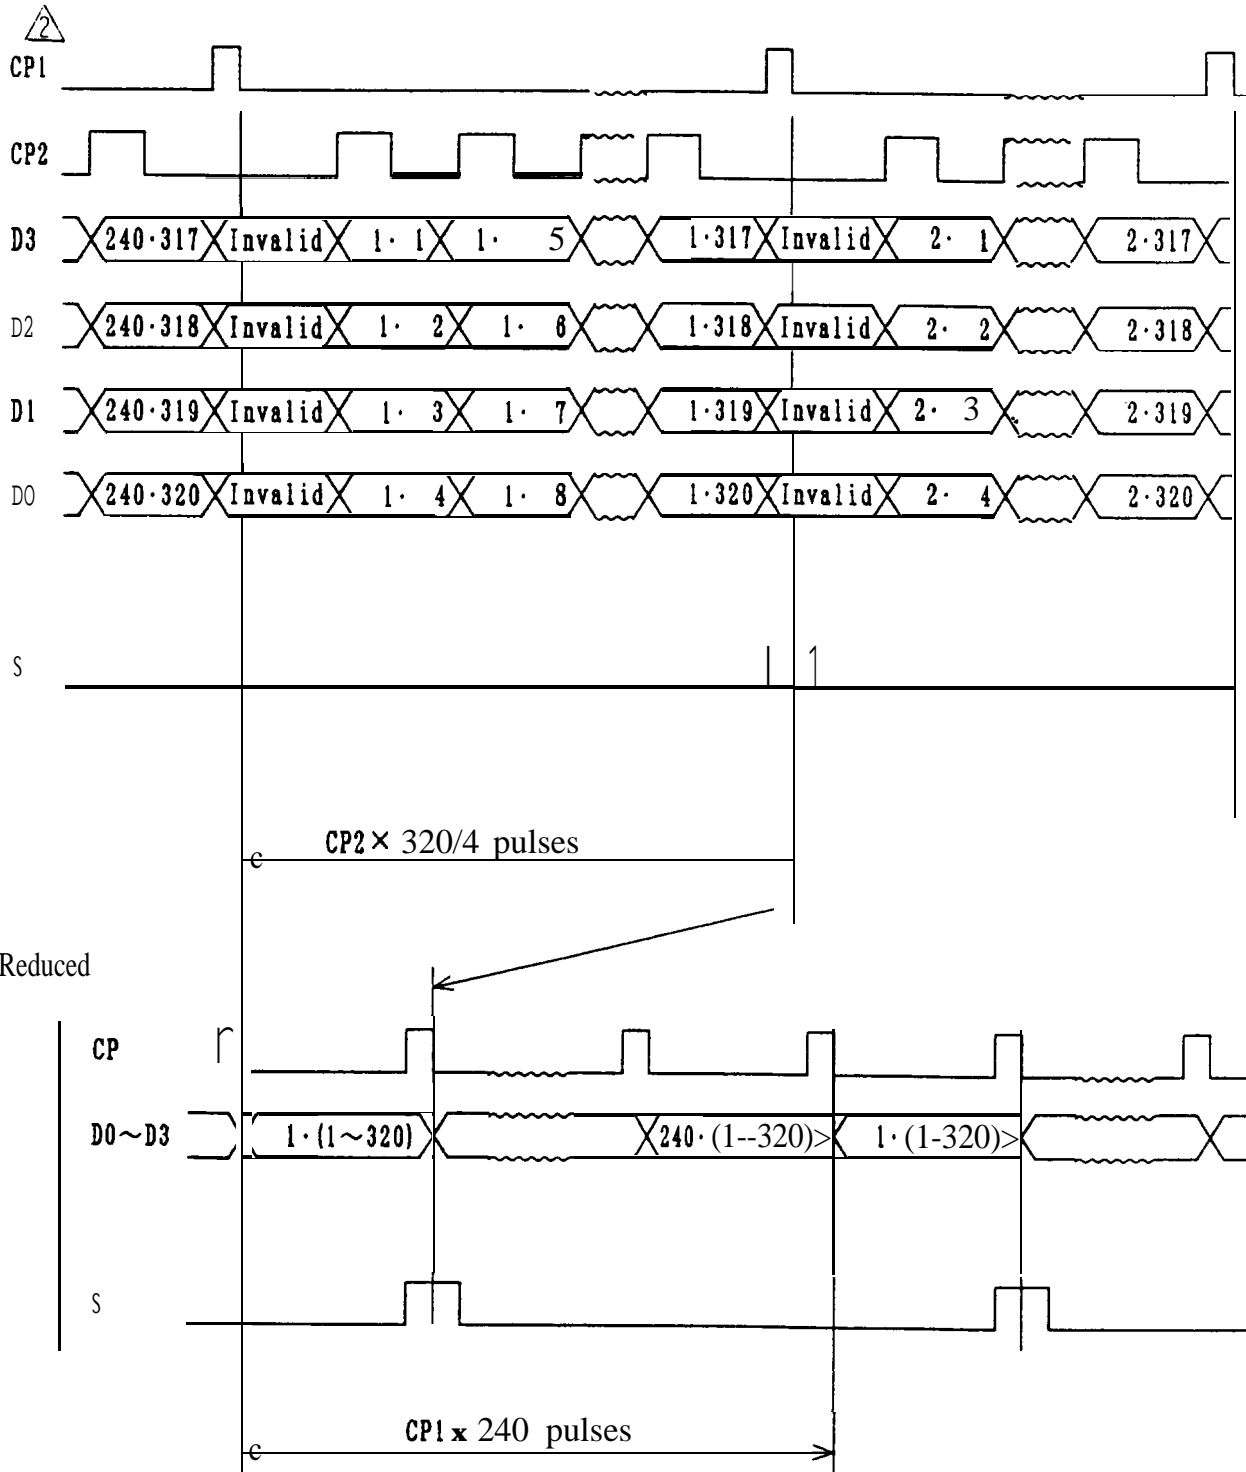 2
CP1
CP2
D3 240·317 Invalid 1· 1 1· 5 1·317 Invalid 2· 1 2·317
D2 240·318 Invalid 1· 2 1· 6 1·318 Invalid 2· 2 2·318
D1 240·319 Invalid 1· 3 1· 7 1·319 Invalid 2· 3 2·319
D0 240·320 Invalid 1· 4 1· 8 1·320 Invalid 2· 4 2·320
S
CP2× 320/4 pulses
c
Reduced
CP
D0~D3 1·(1~320) 240·(1--320)> 1·(1-320)>
S
CP1 x 240 pulses
c